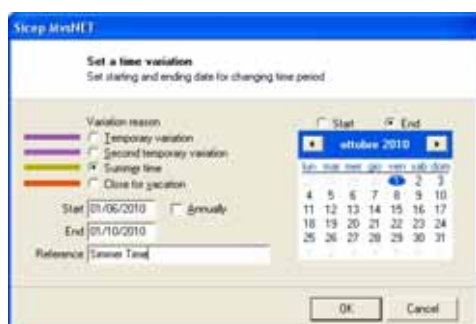 Sicep MvsNET
Set a time variation
Set starting and ending date for changing time period
Variation reason
Temporary variation
Second temporary variation
Summer time
Close for vacation
Start 01/06/2010 Annually
End 01/10/2010
Reference Summer Time
Start End
ottobre 2010
lun mar mer gio ven sab dom
1 2 3
4 5 6 7 8 9 10
11 12 13 14 15 16 17
18 19 20 21 22 23 24
25 26 27 28 29 30 31
OK Cancel